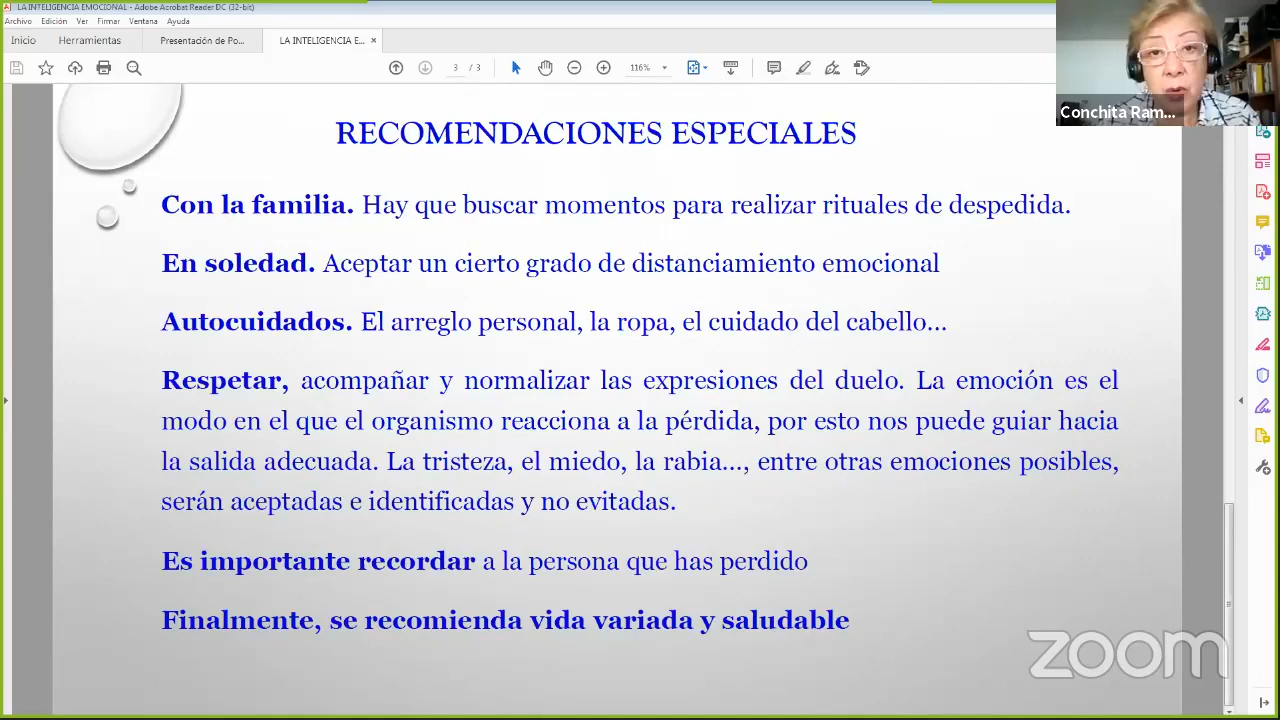 LA INTELIGENCIA EMOCIONAL - Adobe Acrobat Reader DC (32-bit)
Archivo Edición Ver Firmar Ventana Ayuda
Inicio Herramientas Presentación de Po... LA INTELIGENCIA E... ×
3 / 3 116%
Conchita Ram...
RECOMENDACIONES ESPECIALES
Con la familia. Hay que buscar momentos para realizar rituales de despedida.
En soledad. Aceptar un cierto grado de distanciamiento emocional
Autocuidados. El arreglo personal, la ropa, el cuidado del cabello...
Respetar, acompañar y normalizar las expresiones del duelo. La emoción es el
modo en el que el organismo reacciona a la pérdida, por esto nos puede guiar hacia
la salida adecuada. La tristeza, el miedo, la rabia..., entre otras emociones posibles,
serán aceptadas e identificadas y no evitadas.
Es importante recordar a la persona que has perdido
Finalmente, se recomienda vida variada y saludable
zoom